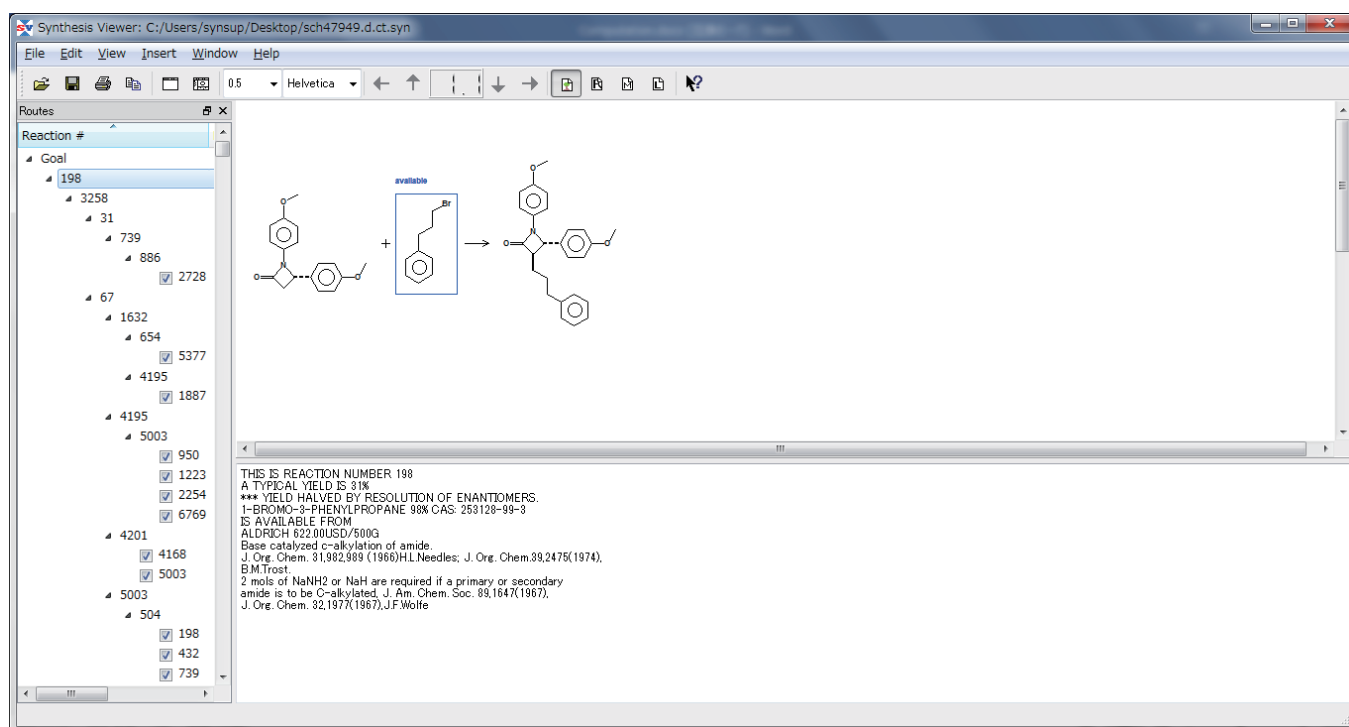 Synthesis Viewer: C:/Users/synsup/Desktop/sch47949.d.ct.syn
File Edit View Insert Window Help
0.5 Helvetica
Routes
Reaction #
Goal
198
3258
31
739
886
2728
67
1632
654
5377
4195
1887
4195
5003
950
1223
2254
6769
4201
4168
5003
5003
504
198
432
739
available
O
N
O
O
+
Br
O
N
O
O
THIS IS REACTION NUMBER 198
A TYPICAL YIELD IS 31%
*** YIELD HALVED BY RESOLUTION OF ENANTIOMERS.
1-BROMO-3-PHENYLPROPANE 98% CAS: 253128-99-3
IS AVAILABLE FROM
ALDRICH 622.00USD/500G
Base catalyzed c-alkylation of amide.
J. Org. Chem. 31,982,989 (1966)H.L.Needles; J. Org. Chem.39,2475(1974),
B.M.Trost.
2 mols of NaNH2 or NaH are required if a primary or secondary
amide is to be C-alkylated, J. Am. Chem. Soc. 89,1647(1967),
J. Org. Chem. 32,1977(1967),J.F.Wolfe